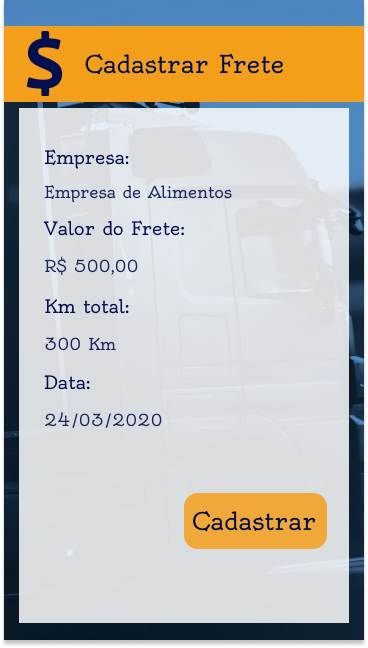 $ Cadastrar Frete
Empresa:
Empresa de Alimentos
Valor do Frete:
R$ 500,00
Km total:
300 Km
Data:
24/03/2020
Cadastrar